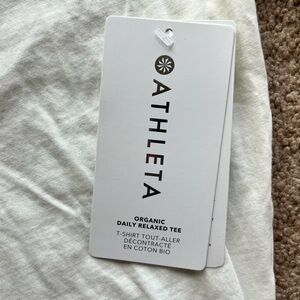 ATHLETA
ORGANIC
DAILY RELAXED TEE
T-SHIRT TOUT-ALLER
DÉCONTRACTÉ
EN COTON BIO